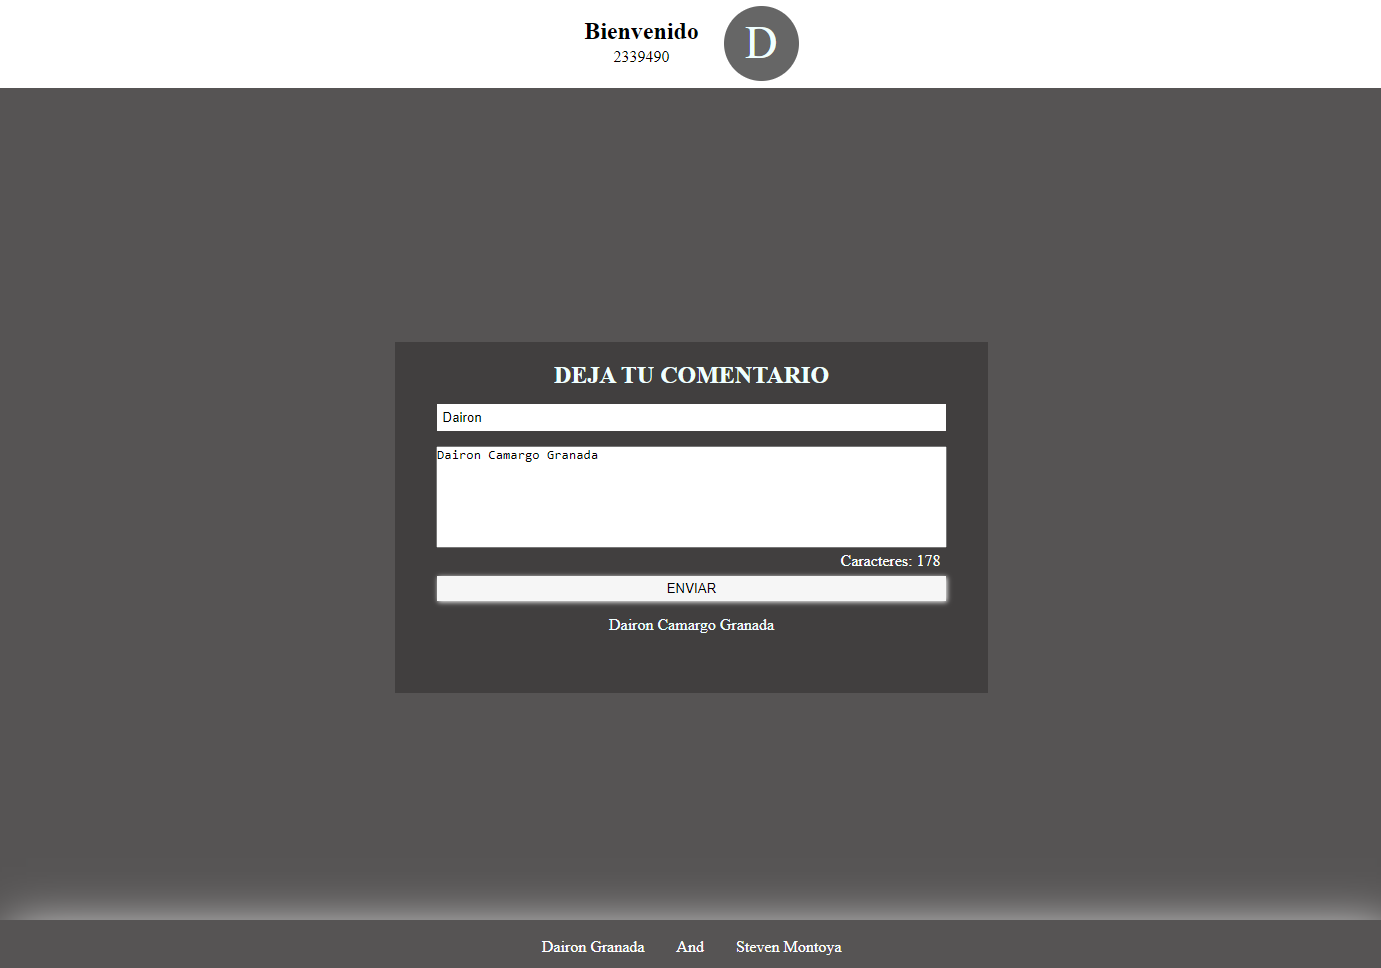 Bienvenido
2339490
D
DEJA TU COMENTARIO
Dairon
Dairon Camargo Granada
Caracteres: 178
ENVIAR
Dairon Camargo Granada
Dairon Granada And Steven Montoya